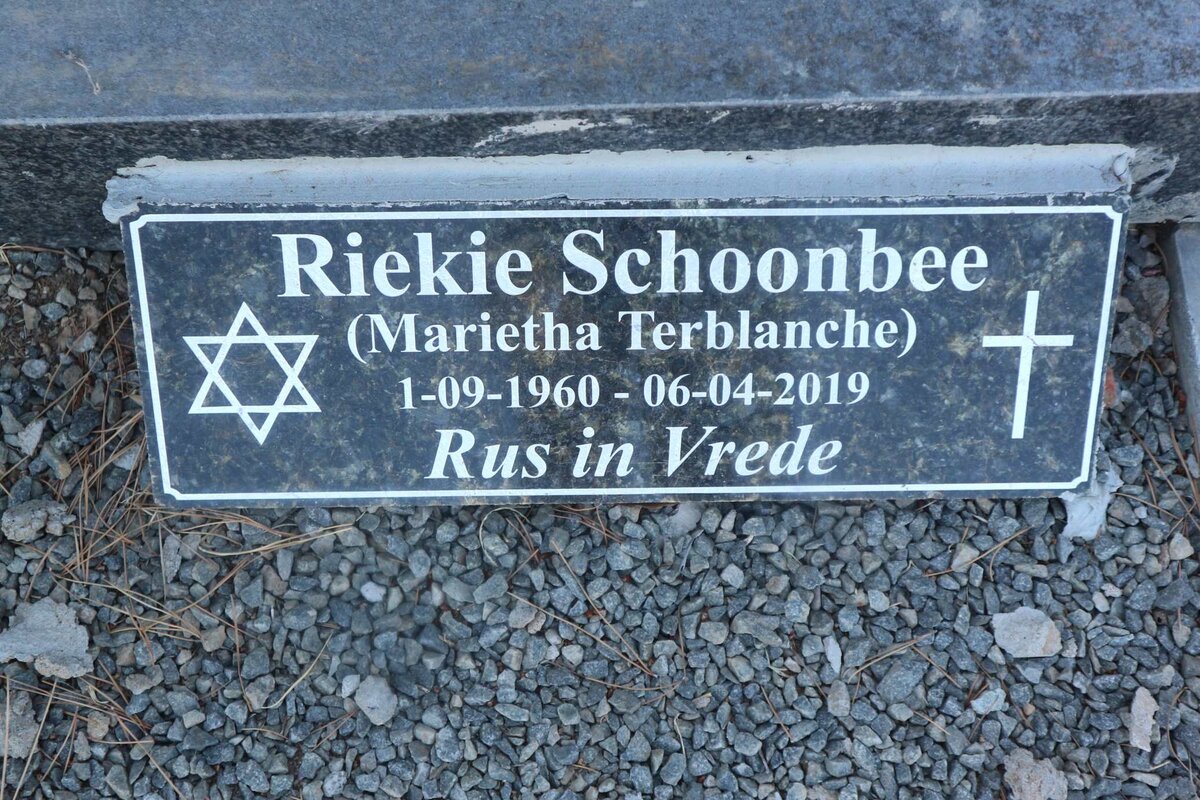 Riekie Schoonbee
(Marietha Terblanche)
1-09-1960 - 06-04-2019
Rus in Vrede